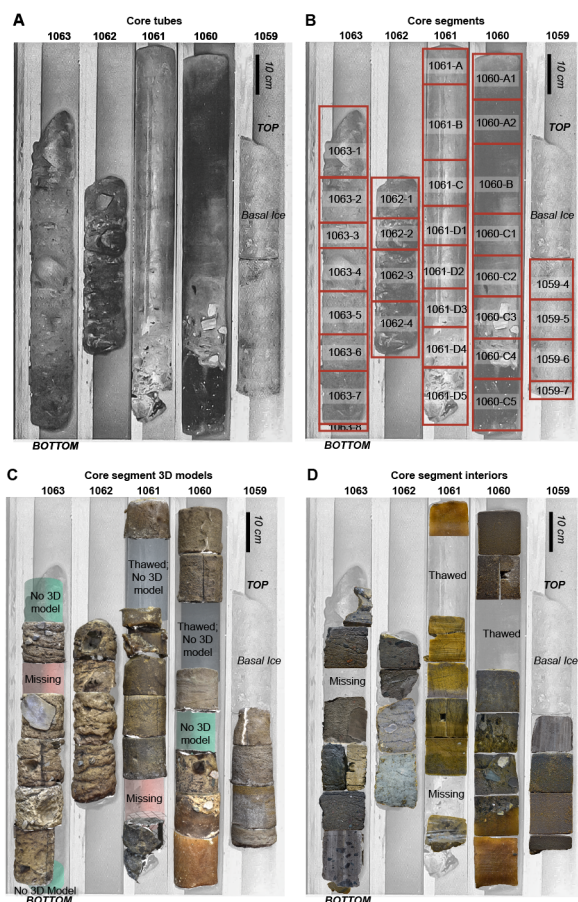 A
Core tubes
1063 1062 1061 1060 1059
10 cm
TOP
Basal Ice
BOTTOM
B
Core segments
1063 1062 1061 1060 1059
10 cm
TOP
Basal Ice
1063-1
1063-2
1063-3
1063-4
1063-5
1063-6
1063-7
1063-8
1062-1
1062-2
1062-3
1062-4
1061-A
1061-B
1061-C
1061-D1
1061-D2
1061-D3
1061-D4
1061-D5
1060-A1
1060-A2
1060-B
1060-C1
1060-C2
1060-C3
1060-C4
1060-C5
1059-4
1059-5
1059-6
1059-7
BOTTOM
C
Core segment 3D models
1063 1062 1061 1060 1059
10 cm
TOP
Basal Ice
No 3D
model
Missing
No 3D Model
Thawed;
No 3D
model
Missing
Thawed;
No 3D
model
No 3D
model
BOTTOM
D
Core segment interiors
1063 1062 1061 1060 1059
10 cm
TOP
Basal Ice
Missing
Thawed
Missing
Thawed
BOTTOM